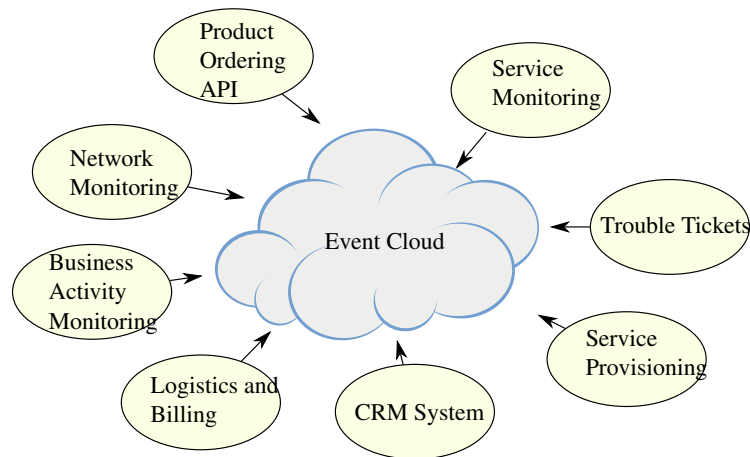 Product
Ordering
API
Service
Monitoring
Network
Monitoring
Event Cloud
Trouble Tickets
Business
Activity
Monitoring
Service
Provisioning
Logistics and
Billing
CRM System